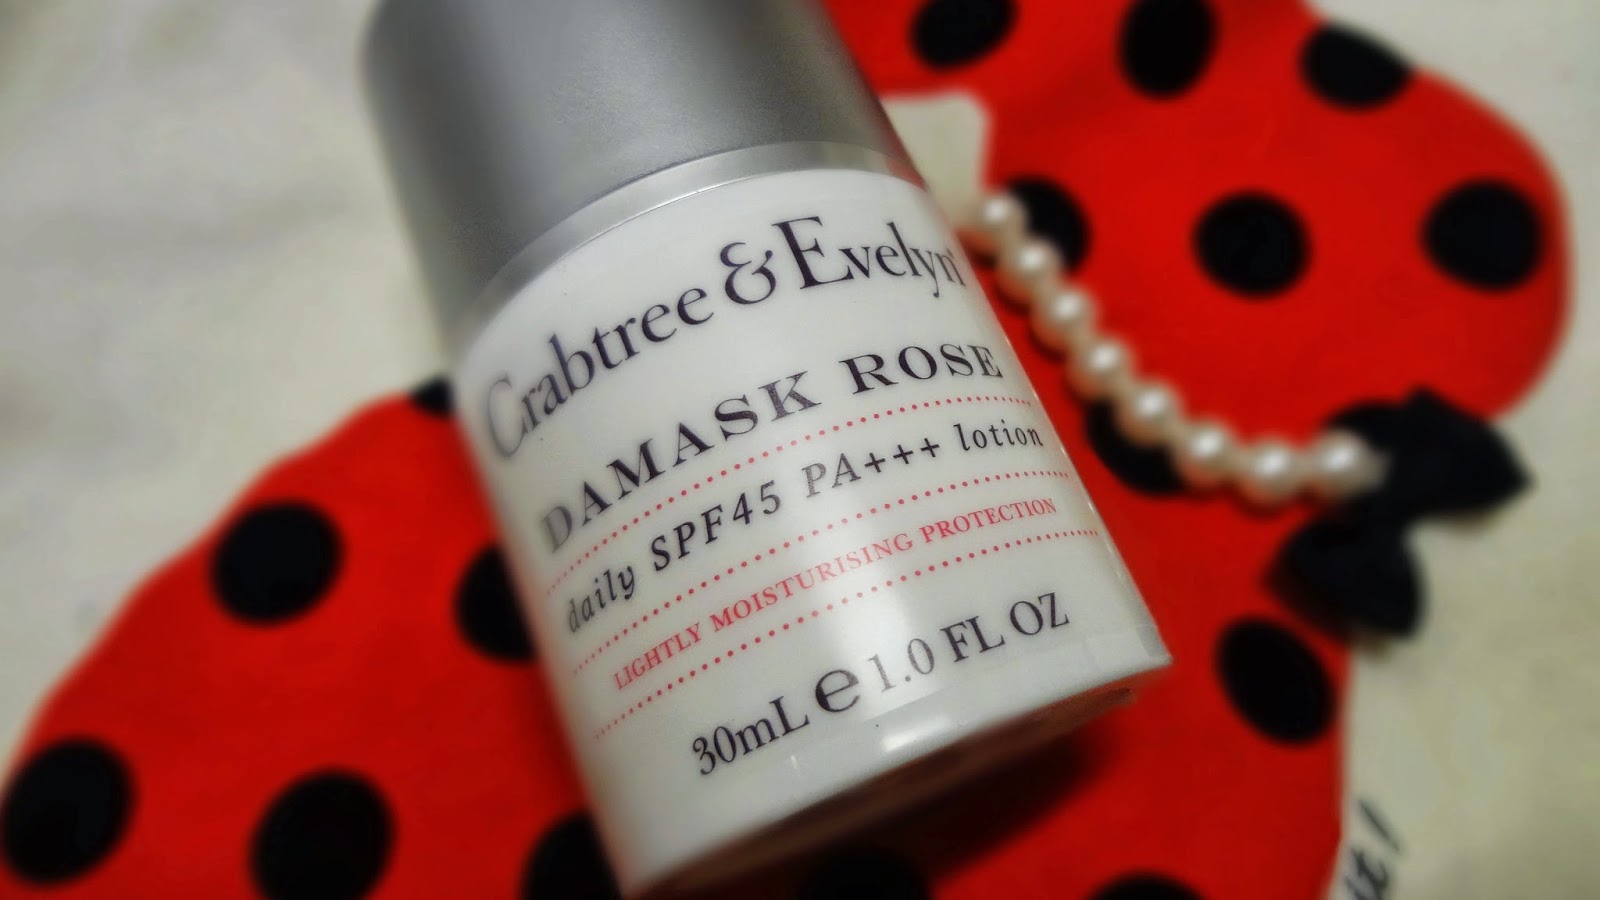 Crabtree & Evelyn
DAMASK ROSE
daily SPF45 PA+++ lotion
LIGHTLY MOISTURISING PROTECTION
30mL e 1.0 FL OZ